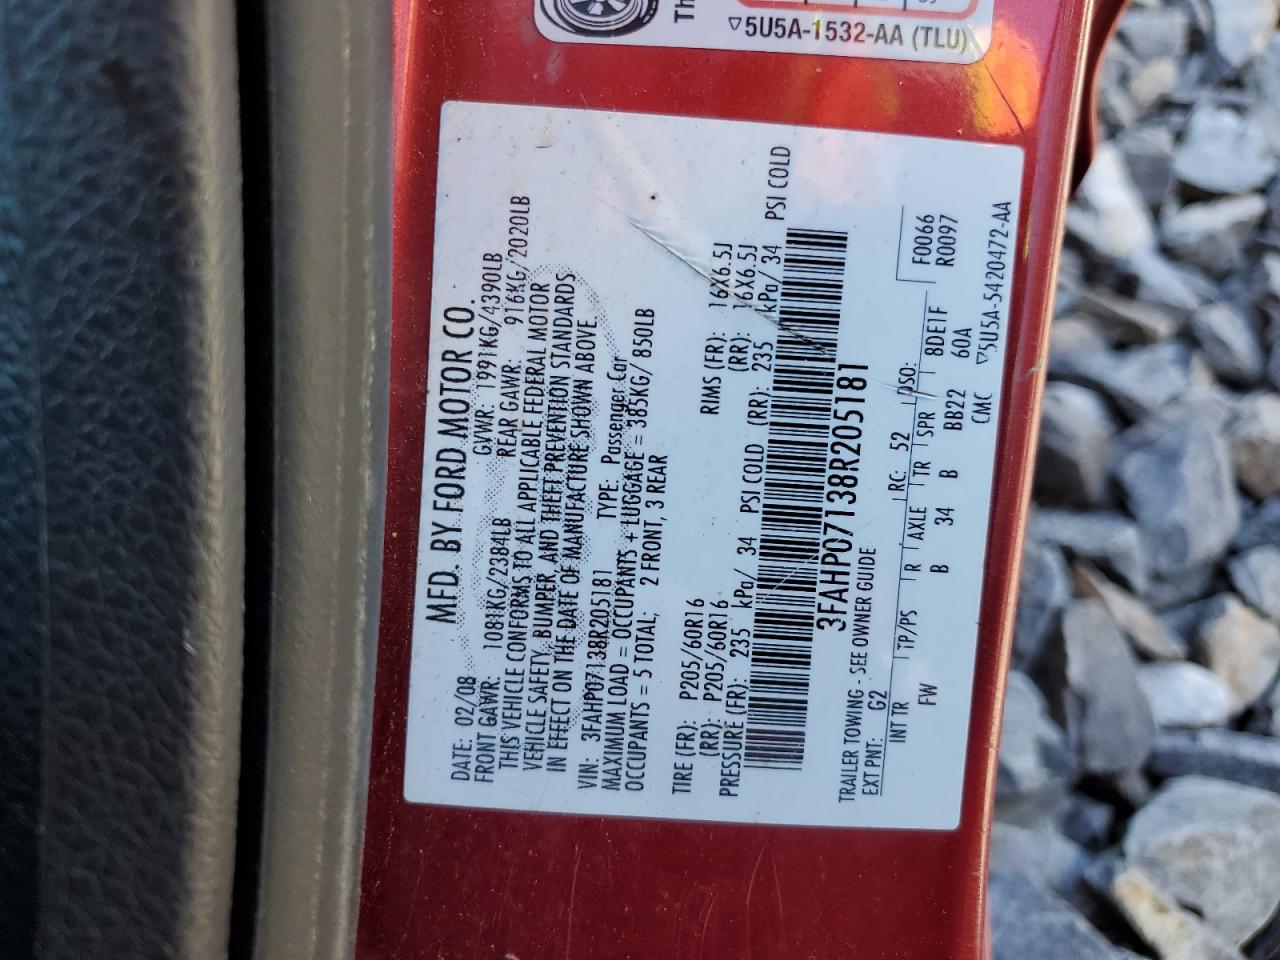 Th
▽5U5A-1532-AA (TLU)
MFD. BY FORD MOTOR CO.
DATE: 02/08 GVWR: 1991KG/4390LB
FRONT GAWR: 1081KG/2384LB REAR GAWR: 916KG/2020LB
THIS VEHICLE CONFORMS TO ALL APPLICABLE FEDERAL MOTOR
VEHICLE SAFETY, BUMPER, AND THEFT PREVENTION STANDARDS
IN EFFECT ON THE DATE OF MANUFACTURE SHOWN ABOVE.
VIN: 3FAHP07138R205181 TYPE: Passenger Car
MAXIMUM LOAD = OCCUPANTS + LUGGAGE = 385KG/ 850LB
OCCUPANTS = 5 TOTAL; 2 FRONT, 3 REAR
TIRE (FR): P205/60R16 RIMS (FR): 16X6.5J
(RR): P205/60R16 (RR): 16X6.5J
PRESSURE (FR): 235 kPa/ 34 PSI COLD (RR): 235 kPa/ 34 PSI COLD
3FAHP07138R205181
TRAILER TOWING - SEE OWNER GUIDE
EXT PNT: G2 RC: 52 DSO: F0066
R0097
INT TR TP/PS R AXLE TR SPR 8DE1F
FW B 34 B BB22 60A
CMC ▽5U5A-5420472-AA